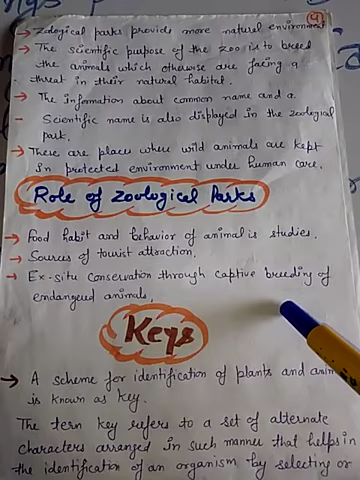 4
→ Zological parks provide more natural environment
→ The scientific purpose of the zoo is to breed
the animals which otherwise are facing a
threat in their natural habitat.
→ The information about common name and a
- Scientific name is also displayed in the zoological
park.
→ These are places where wild animals are kept
in protected environment under human care.
Role of Zoological Parks
→ Food habit and behavior of animal is studies.
→ Sources of tourist attraction.
→ Ex-situ conservation through captive breeding of
endangered animals.
Keys
→ A scheme for identification of plants and anim
is known as key.
The term key refers to a set of alternate
characters arranged in such manner that helps in
the identification of an organism by selecting or